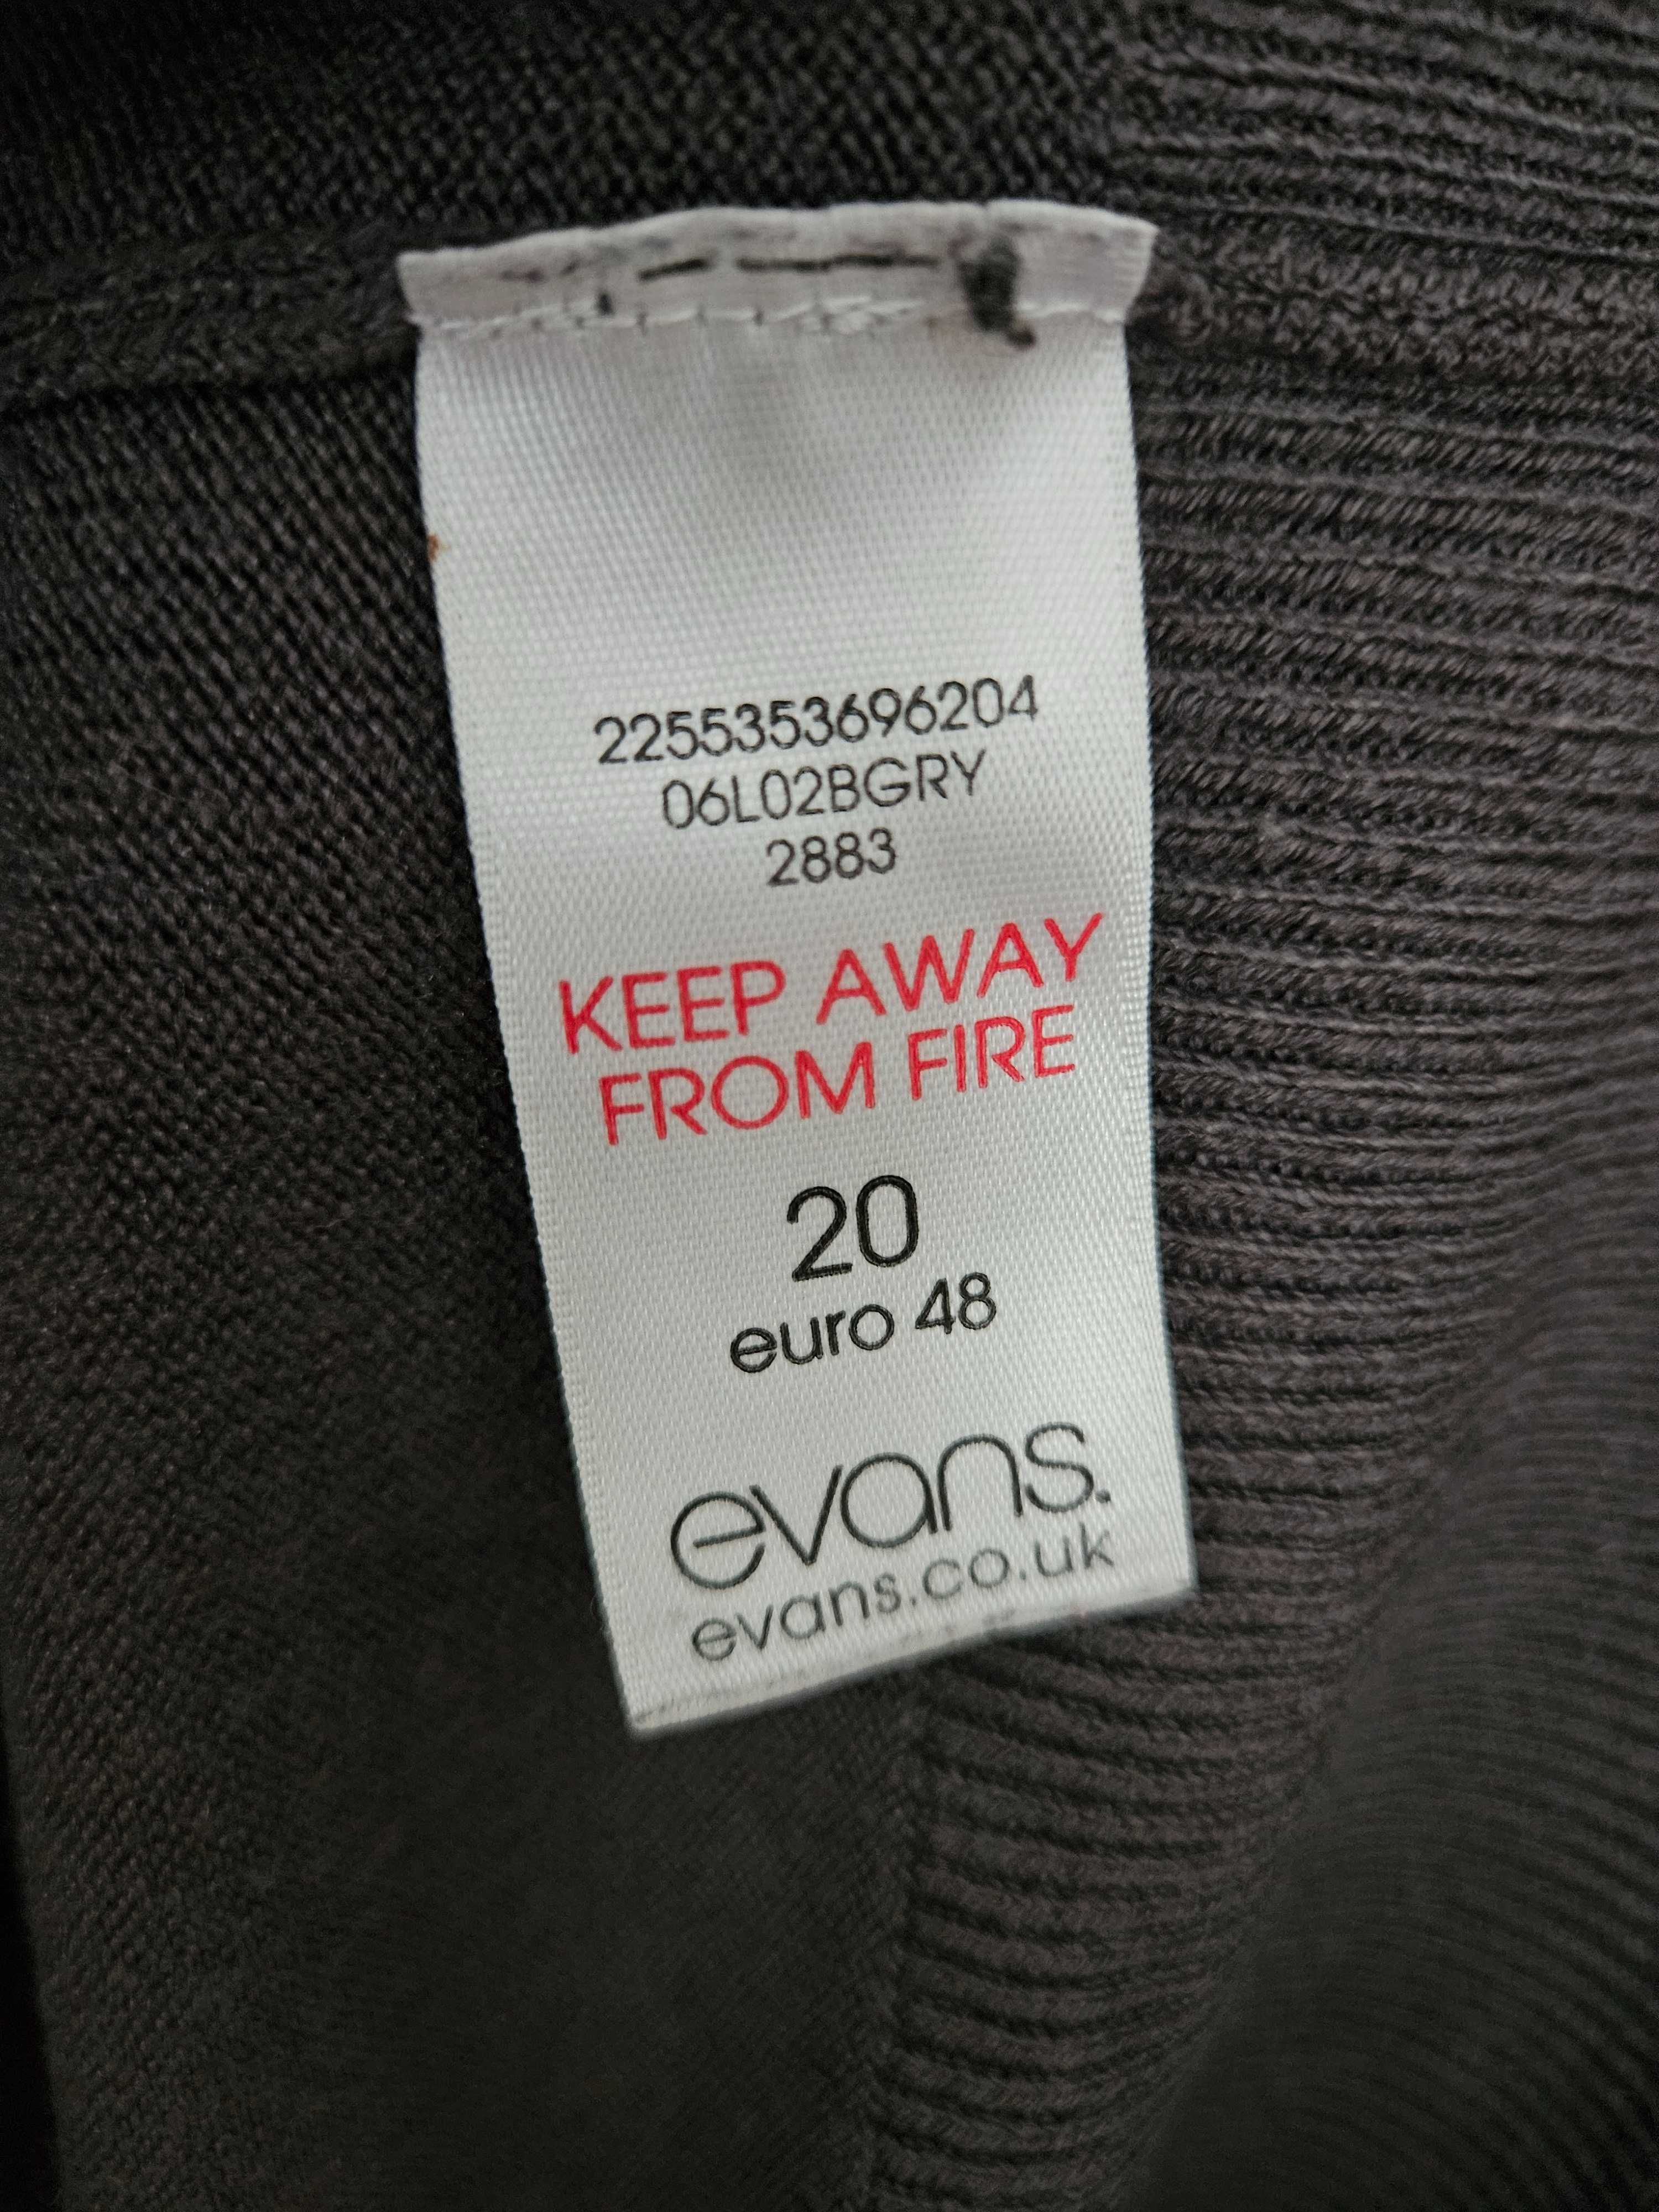 2255353696204
06L02BGRY
2883
KEEP AWAY
FROM FIRE
20
euro 48
evans.
evans.co.uk